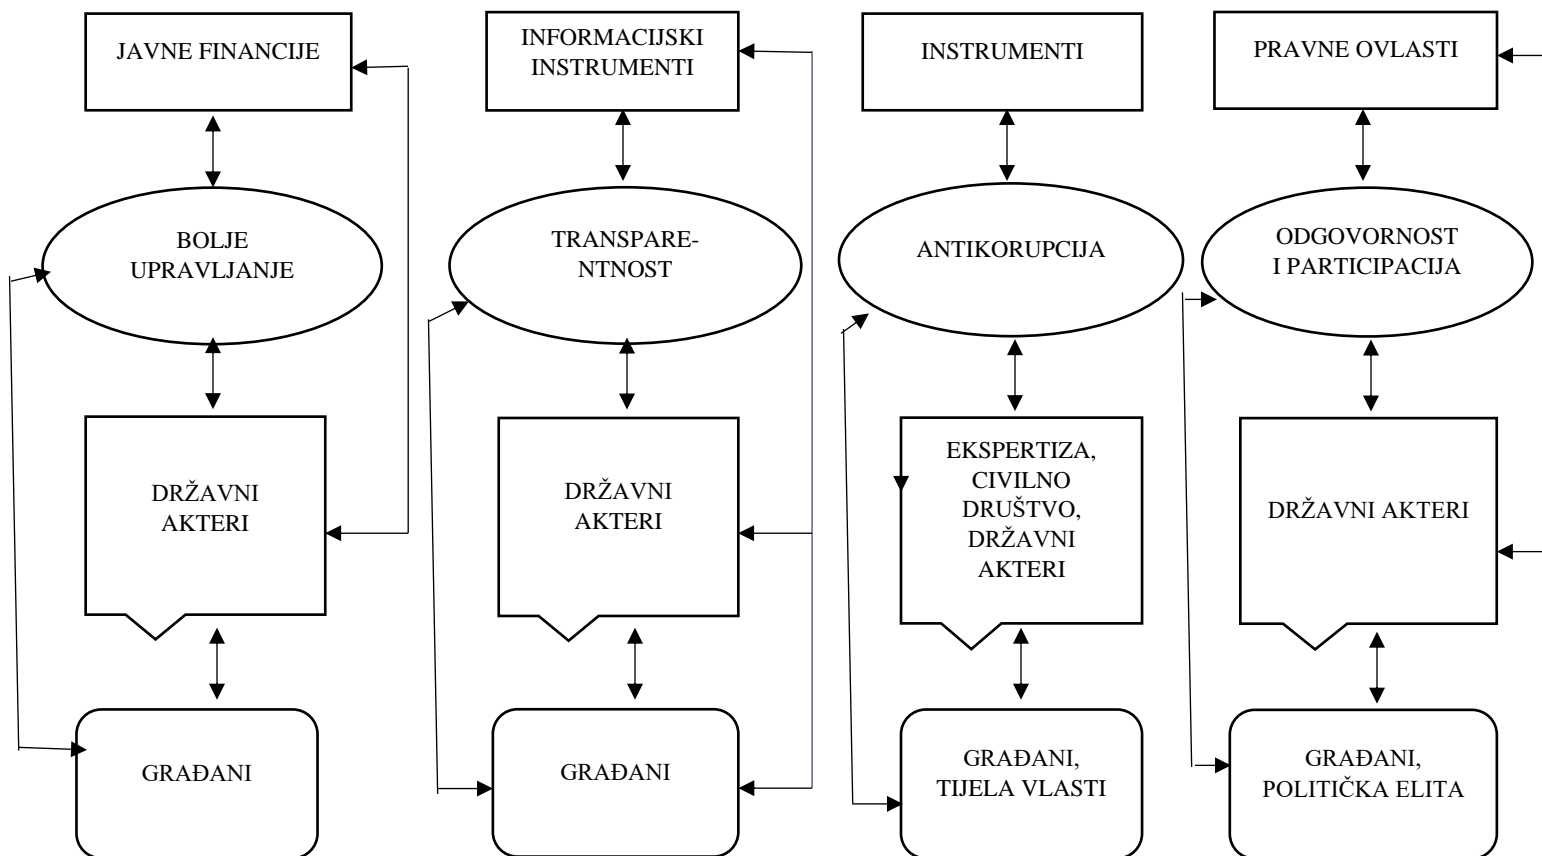 JAVNE FINANCIJE
INFORMACIJSKI
INSTRUMENTI
INSTRUMENTI
PRAVNE OVLASTI
BOLJE
UPRAVLJANJE
TRANSPARE-
NTNOST
ANTIKORUPCIJA
ODGOVORNOST
I PARTICIPACIJA
DRŽAVNI
AKTERI
DRŽAVNI
AKTERI
EKSPERTIZA,
CIVILNO
DRUŠTVO,
DRŽAVNI
AKTERI
DRŽAVNI AKTERI
GRAĐANI
GRAĐANI
GRAĐANI,
TIJELA VLASTI
GRAĐANI,
POLITIČKA ELITA